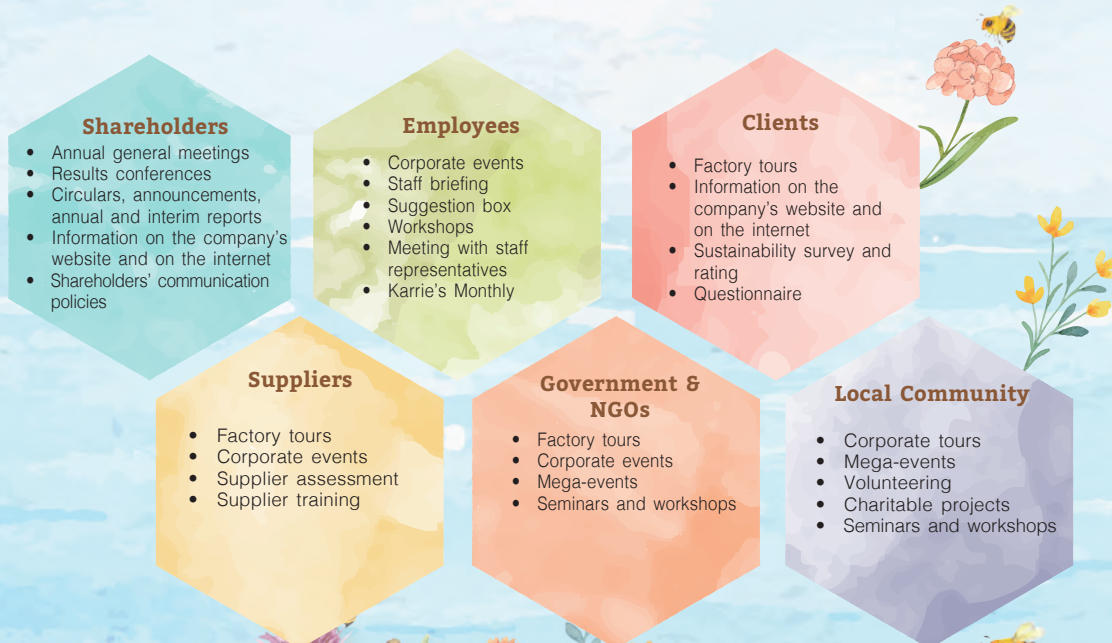 Shareholders
• Annual general meetings
• Results conferences
• Circulars, announcements,
annual and interim reports
• Information on the company's
website and on the internet
• Shareholders' communication
policies
Employees
• Corporate events
• Staff briefing
• Suggestion box
• Workshops
• Meeting with staff
representatives
• Karrie's Monthly
Clients
• Factory tours
• Information on the
company's website and
on the internet
• Sustainability survey and
rating
• Questionnaire
Suppliers
• Factory tours
• Corporate events
• Supplier assessment
• Supplier training
Government &
NGOs
• Factory tours
• Corporate events
• Mega-events
• Seminars and workshops
Local Community
• Corporate tours
• Mega-events
• Volunteering
• Charitable projects
• Seminars and workshops